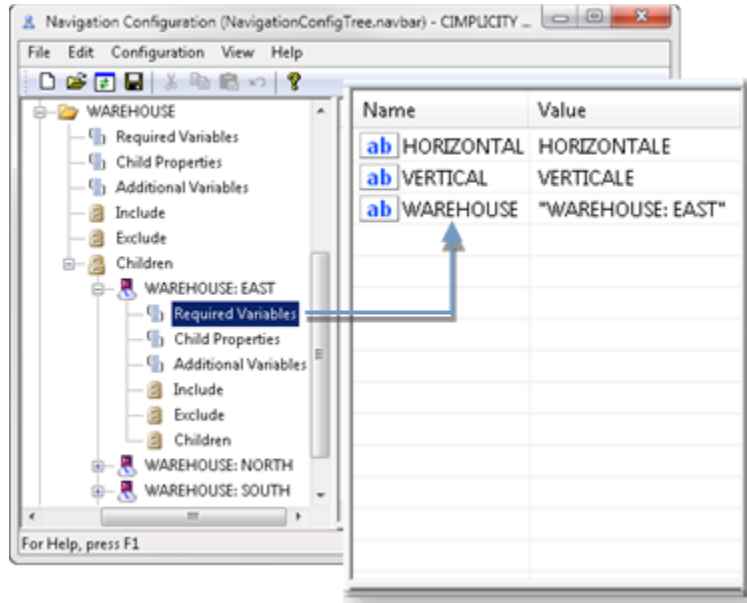 Navigation Configuration (NavigationConfigTree.navbar) - CIMPLICITY ...
File Edit Configuration View Help
WAREHOUSE
Required Variables
Child Properties
Additional Variables
Include
Exclude
Children
WAREHOUSE: EAST
Required Variables
Child Properties
Additional Variables
Include
Exclude
Children
WAREHOUSE: NORTH
WAREHOUSE: SOUTH
For Help, press F1
Name Value
ab HORIZONTAL HORIZONTALE
ab VERTICAL VERTICALE
ab WAREHOUSE "WAREHOUSE: EAST"